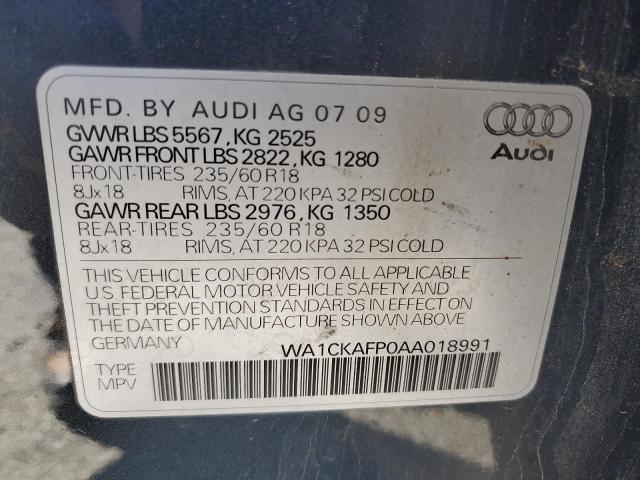 MFD. BY AUDI AG 07 09
GVWR LBS 5567, KG 2525
GAWR FRONT LBS 2822, KG 1280
FRONT-TIRES 235/60 R18
8Jx18 RIMS, AT 220 KPA 32 PSI COLD
GAWR REAR LBS 2976, KG 1350
REAR-TIRES 235/60 R18
8Jx18 RIMS, AT 220 KPA 32 PSI COLD
Audi
THIS VEHICLE CONFORMS TO ALL APPLICABLE
U.S. FEDERAL MOTOR VEHICLE SAFETY AND
THEFT PREVENTION STANDARDS IN EFFECT ON
THE DATE OF MANUFACTURE SHOWN ABOVE.
GERMANY WA1CKAFP0AA018991
TYPE:
MPV